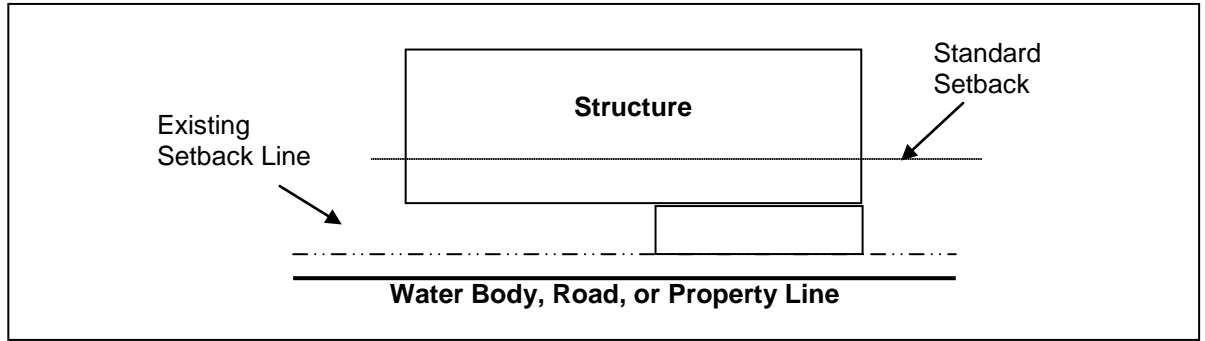 Standard
Setback
Structure
Existing
Setback Line
Water Body, Road, or Property Line